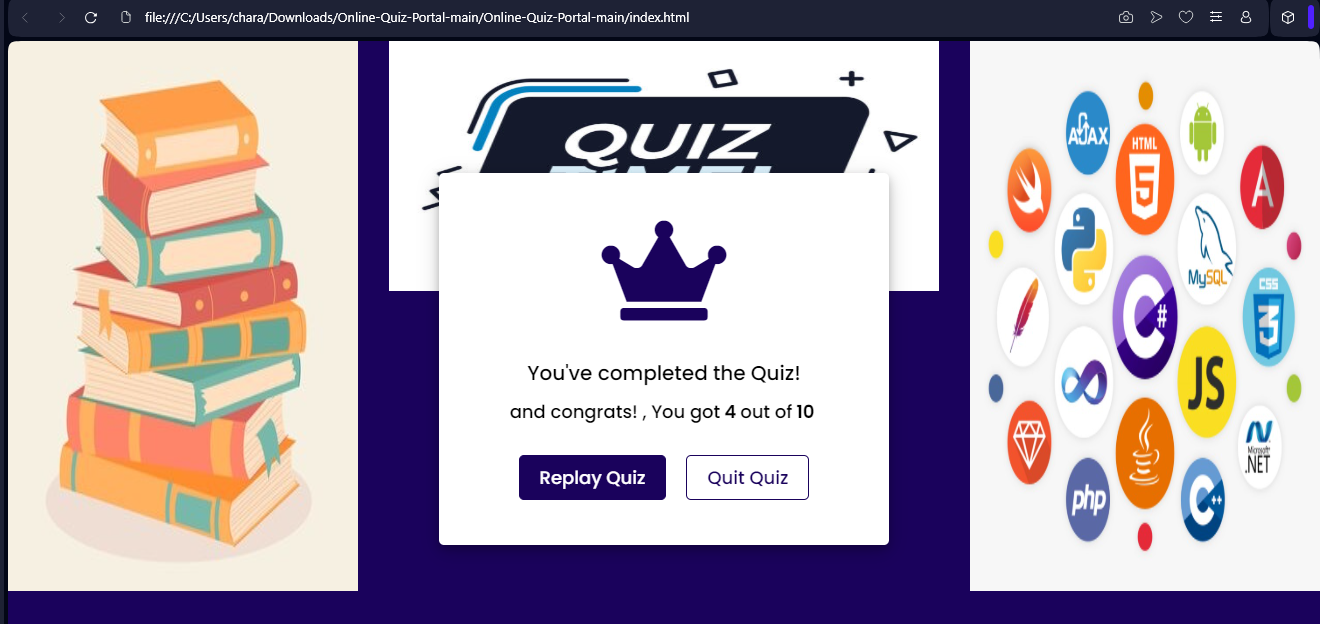 file:///C:/Users/chara/Downloads/Online-Quiz-Portal-main/Online-Quiz-Portal-main/index.html
QUIZ
You've completed the Quiz!
and congrats! , You got 4 out of 10
Replay Quiz
Quit Quiz
AJAX
HTML
5
A
MySQL
CSS
3
C#
JS
Microsoft
.NET
php
C++